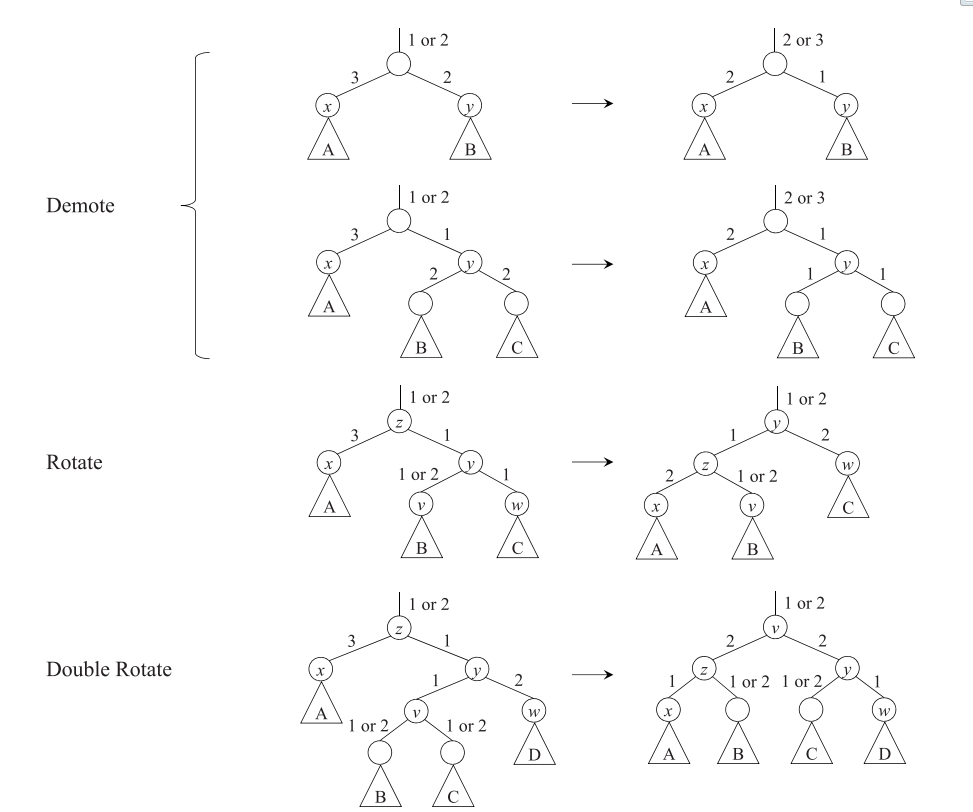 1 or 2 2 or 3
3 2 2 1
x y x y
A B A B
Demote
1 or 2 2 or 3
3 1 2 1
x y x y
2 2 1 1
A A
B C B C
1 or 2 1 or 2
z y
3 1 1 2
Rotate
x y z w
1 or 2 1 2 1 or 2
A v w x v C
B C A B
1 or 2 1 or 2
z v
3 1 2 2
Double Rotate
x y z y
1 2 1 1 or 2 1 or 2 1
A v w x w
1 or 2 1 or 2
D A B C D
B C